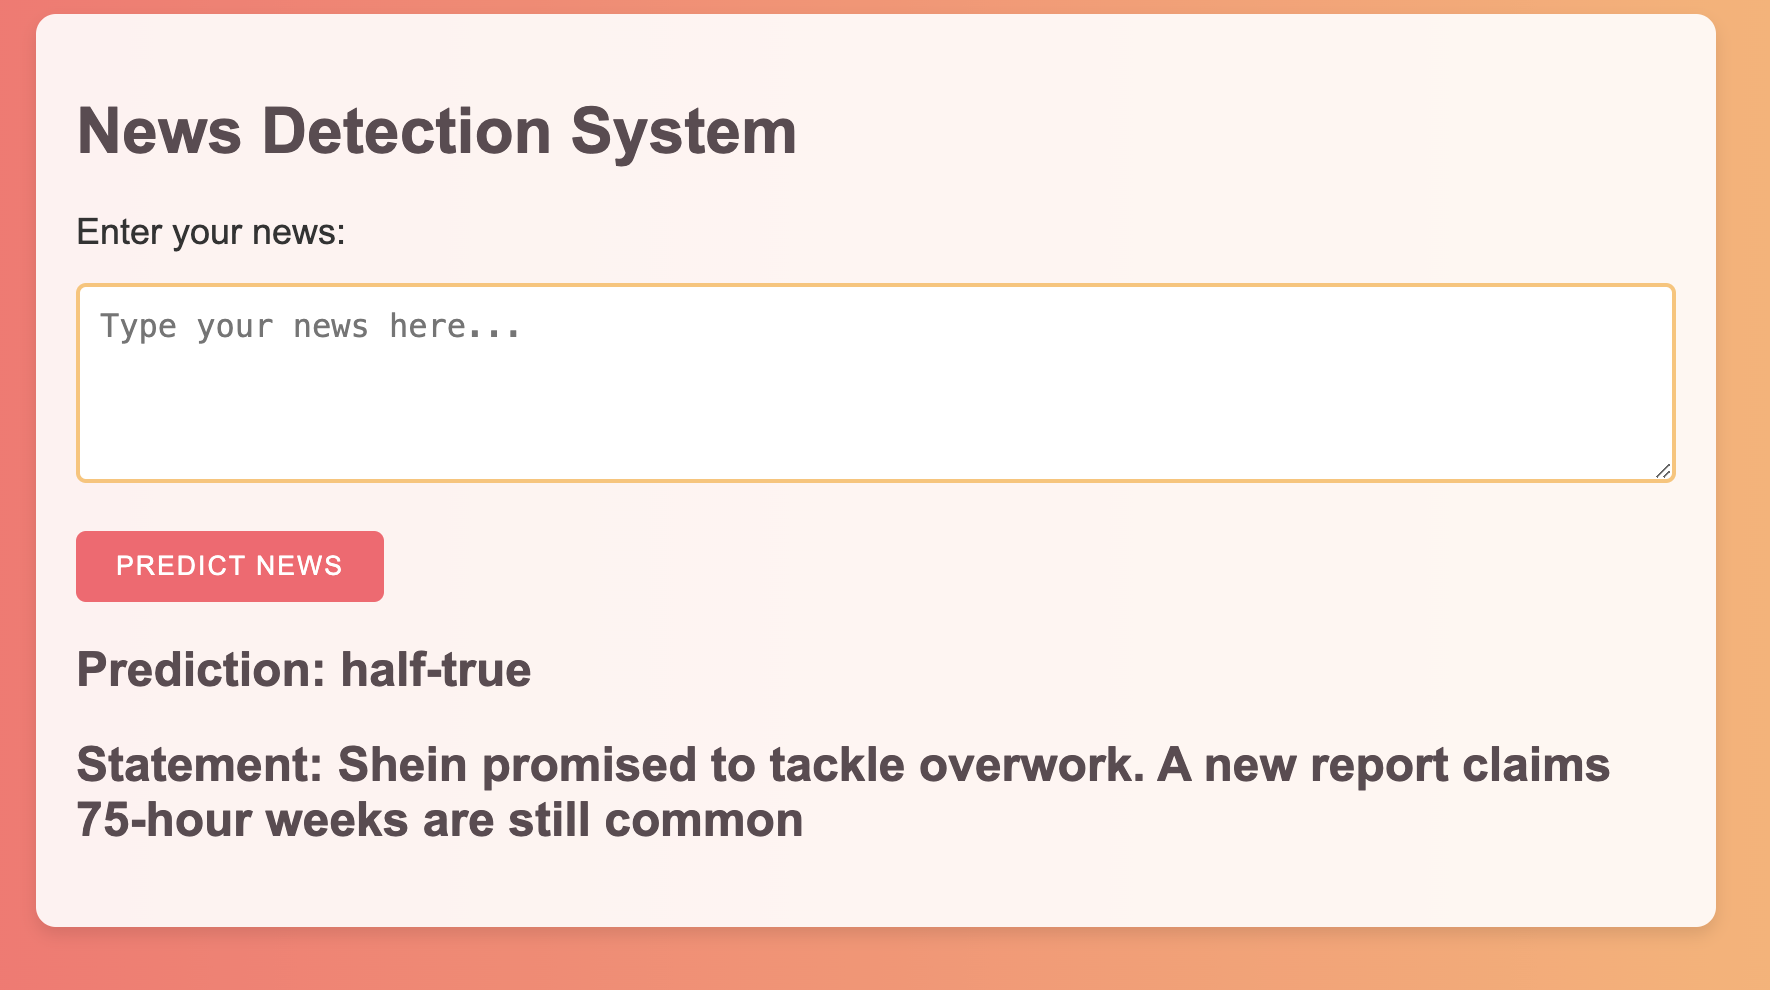 News Detection System
Enter your news:
Type your news here...
PREDICT NEWS
Prediction: half-true
Statement: Shein promised to tackle overwork. A new report claims
75-hour weeks are still common